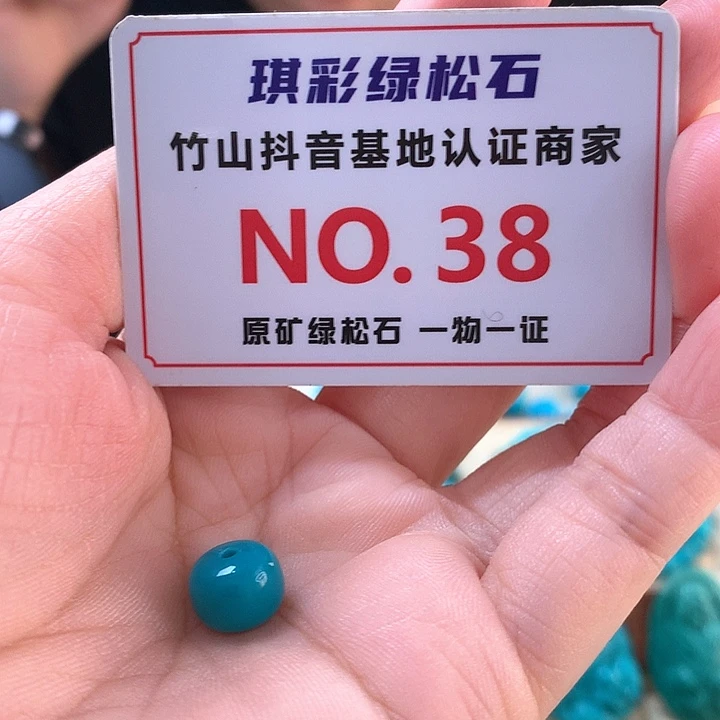 琪彩绿松石
竹山抖音基地认证商家
NO. 38
原矿绿松石 一物一证